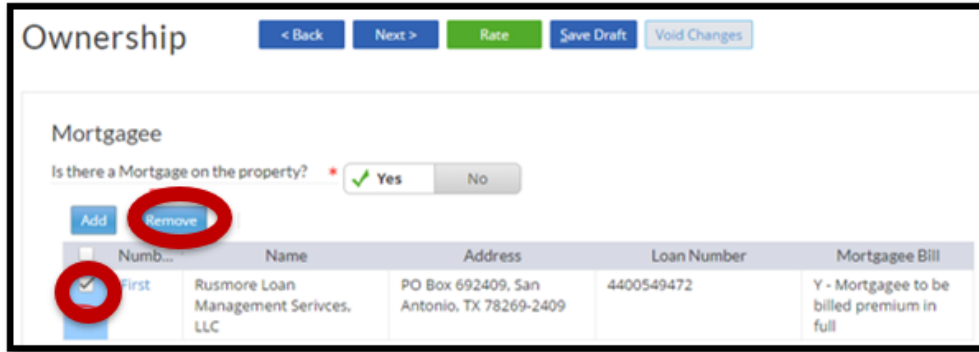 Ownership < Back Next > Rate Save Draft Void Changes
Mortgagee
Is there a Mortgage on the property? * Yes No
Add Remove
Numb... Name Address Loan Number Mortgagee Bill
First Rusmore Loan PO Box 692409, San 4400549472 Y - Mortgagee to be
Management Serivces, Antonio, TX 78269-2409 billed premium in
LLC full